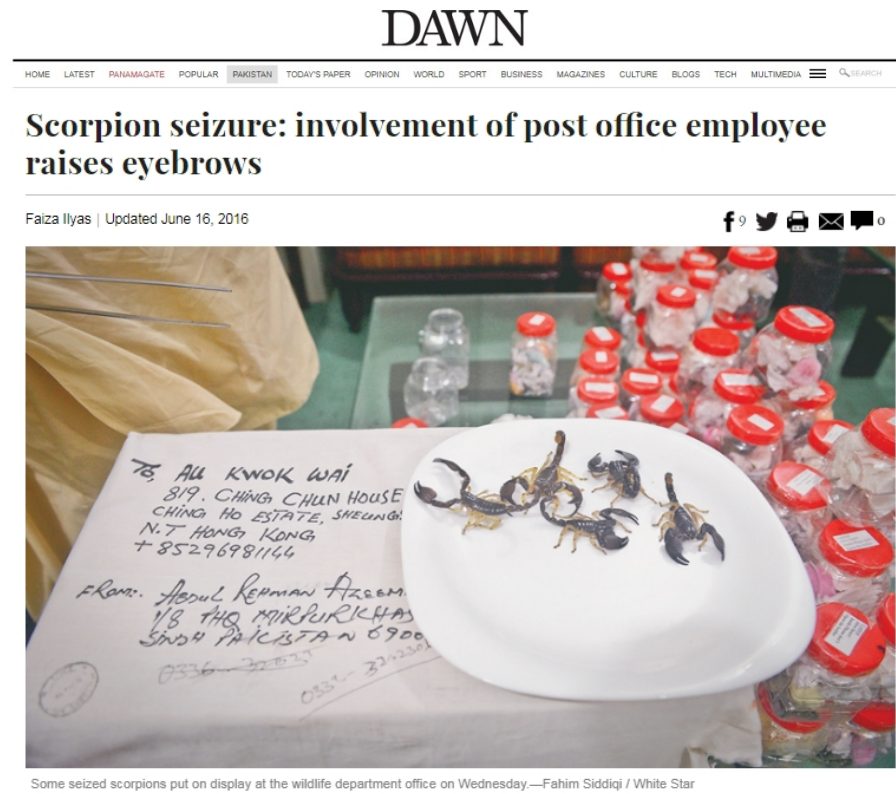 DAWN
HOME LATEST PANAMAGATE POPULAR PAKISTAN TODAY'S PAPER OPINION WORLD SPORT BUSINESS MAGAZINES CULTURE BLOGS TECH MULTIMEDIA SEARCH
Scorpion seizure: involvement of post office employee
raises eyebrows
Faiza Ilyas | Updated June 16, 2016
9 0
To, AU KWOK WAI
819. CHING CHUN HOUSE
CHING HO ESTATE, SHEUNG
N.T HONG KONG
+85296981144
FROM:. ABDUL REHMAN
1/8 THQ MIRPURKHAS
SINDH PAKISTAN
Some seized scorpions put on display at the wildlife department office on Wednesday.—Fahim Siddiqi / White Star